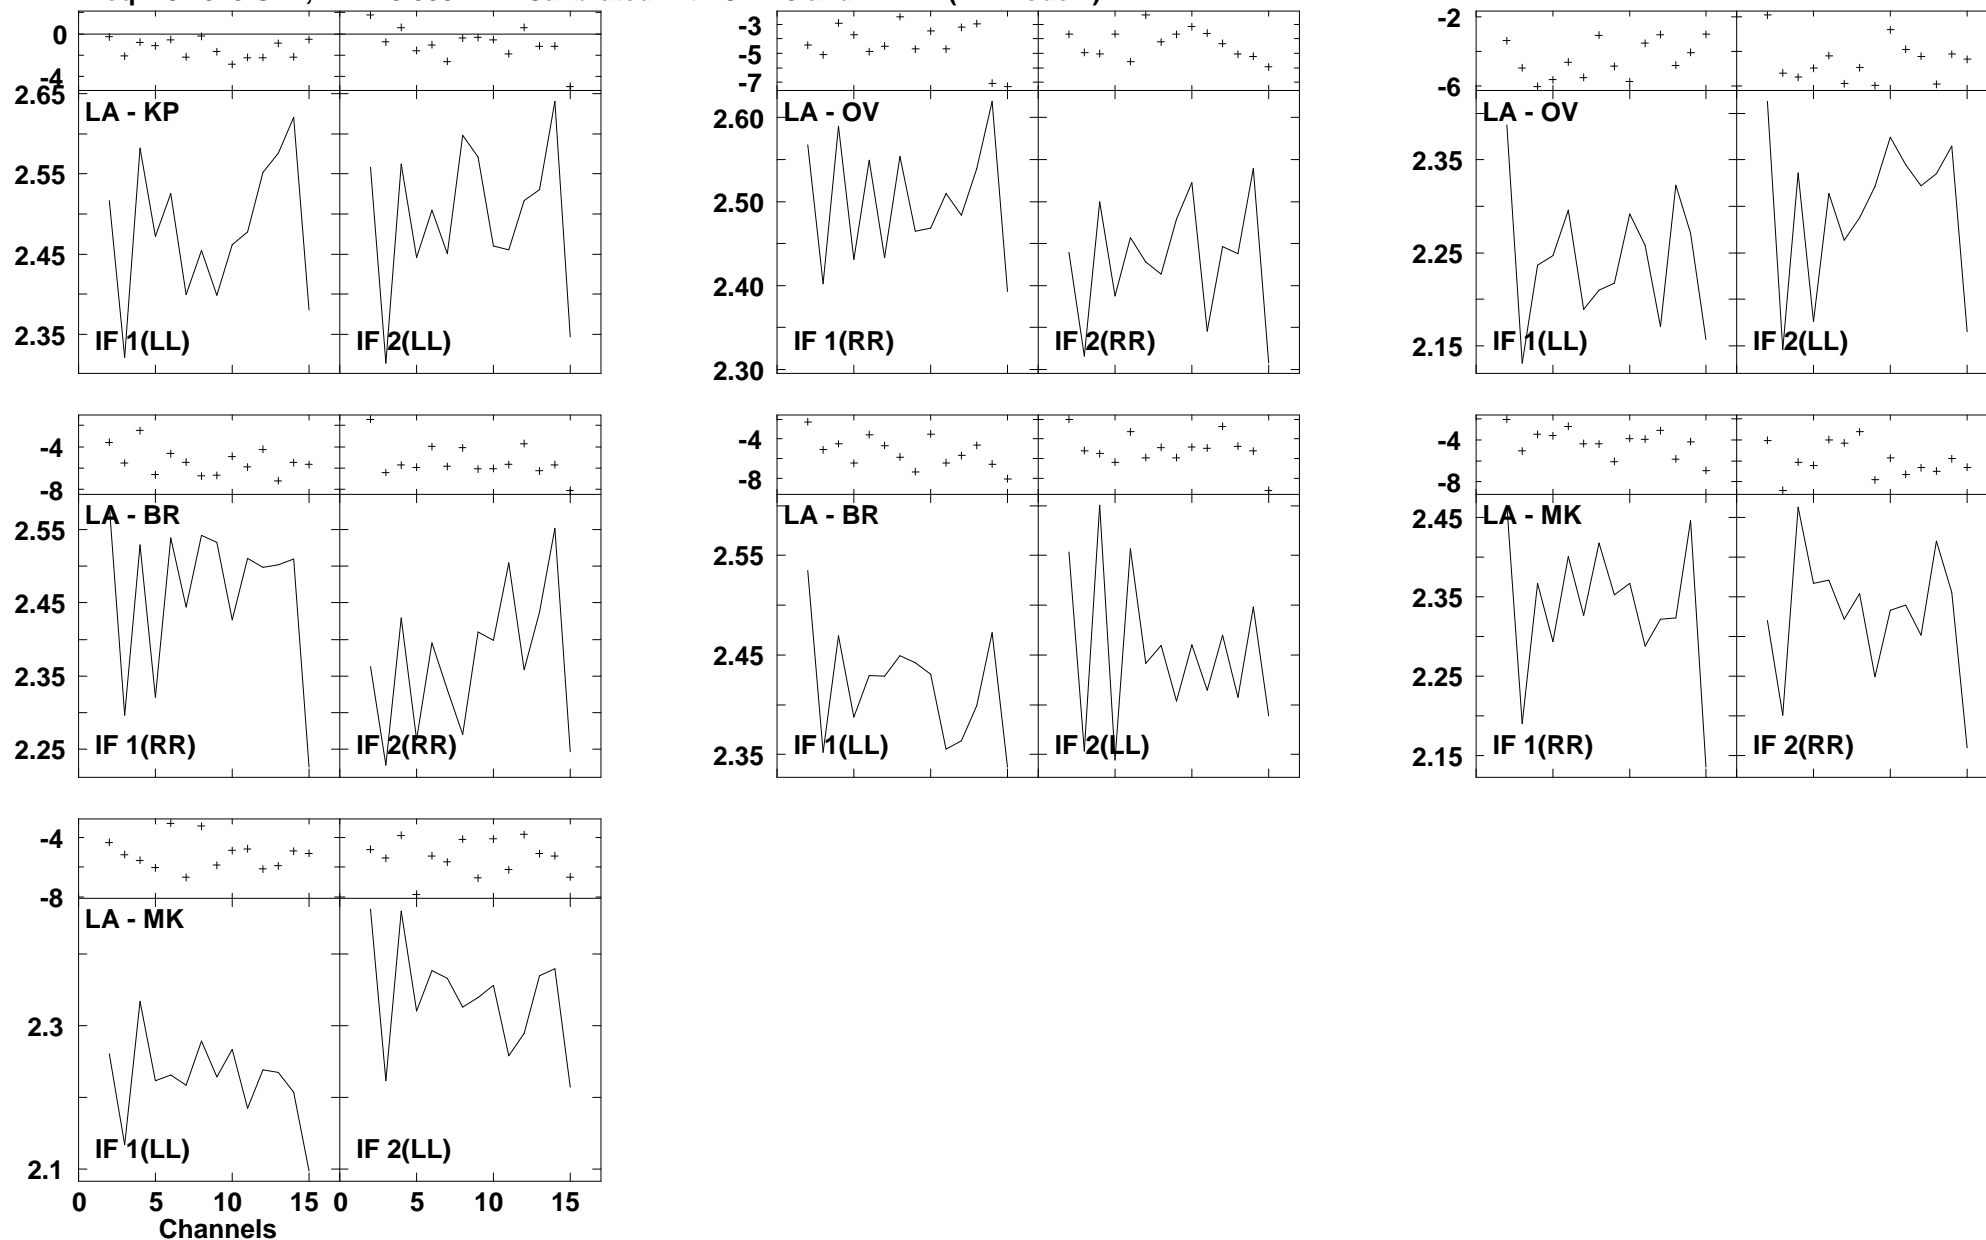 0
-4
2.65
2.55
2.45
2.35
LA - KP
IF 1(LL)
IF 2(LL)
-3
-5
-7
2.60
2.50
2.40
2.30
LA - OV
IF 1(RR)
IF 2(RR)
-2
-6
2.35
2.25
2.15
LA - OV
IF 1(LL)
IF 2(LL)
-4
-8
2.55
2.45
2.35
2.25
LA - BR
IF 1(RR)
IF 2(RR)
-4
-8
2.55
2.45
2.35
LA - BR
IF 1(LL)
IF 2(LL)
-4
-8
2.45
2.35
2.25
2.15
LA - MK
IF 1(RR)
IF 2(RR)
-4
-8
2.3
2.1
LA - MK
IF 1(LL)
IF 2(LL)
0 5 10 15 0 5 10 15
Channels